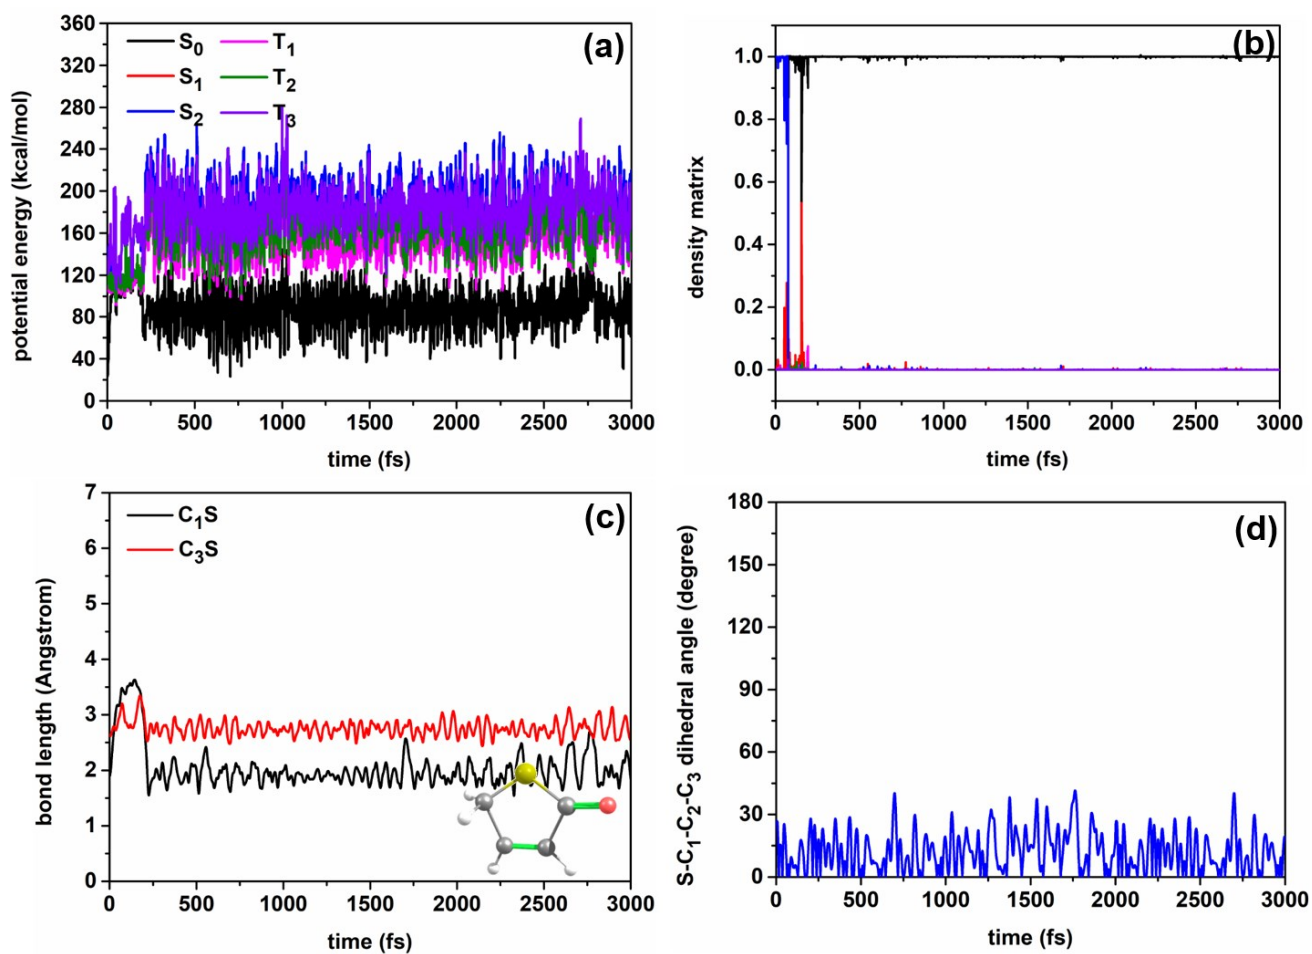 (a)
S0 T1
S1 T2
S2 T3
360
320
280
240
200
160
120
80
40
0
potential energy (kcal/mol)
0 500 1000 1500 2000 2500 3000
time (fs)
(b)
1.0
0.8
0.6
0.4
0.2
0.0
density matrix
0 500 1000 1500 2000 2500 3000
time (fs)
(c)
C1S
C3S
7
6
5
4
3
2
1
0
bond length (Angstrom)
0 500 1000 1500 2000 2500 3000
time (fs)
(d)
180
150
120
90
60
30
0
S-C1-C2-C3 dihedral angle (degree)
0 500 1000 1500 2000 2500 3000
time (fs)